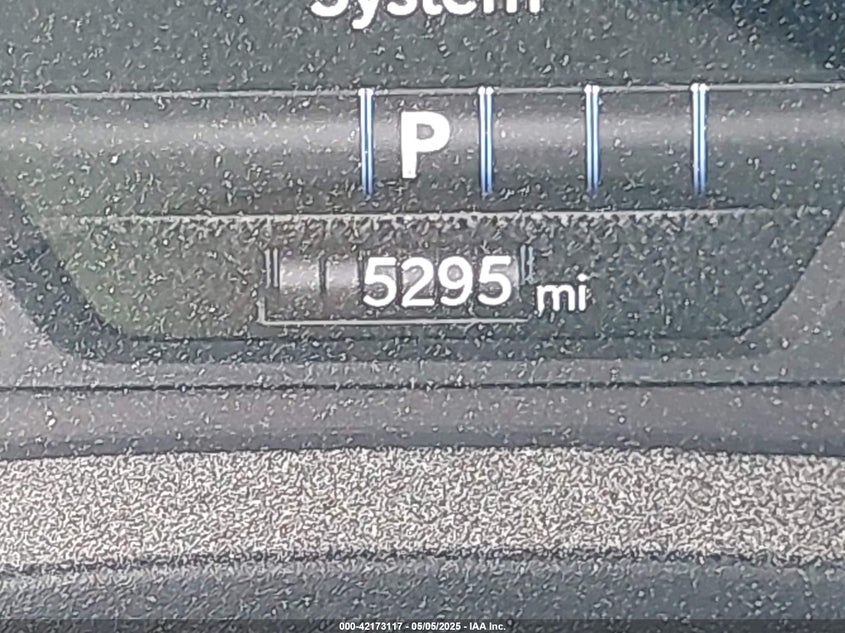 System
P
5295 mi
000-42173117 - 05/05/2025 - IAA Inc.